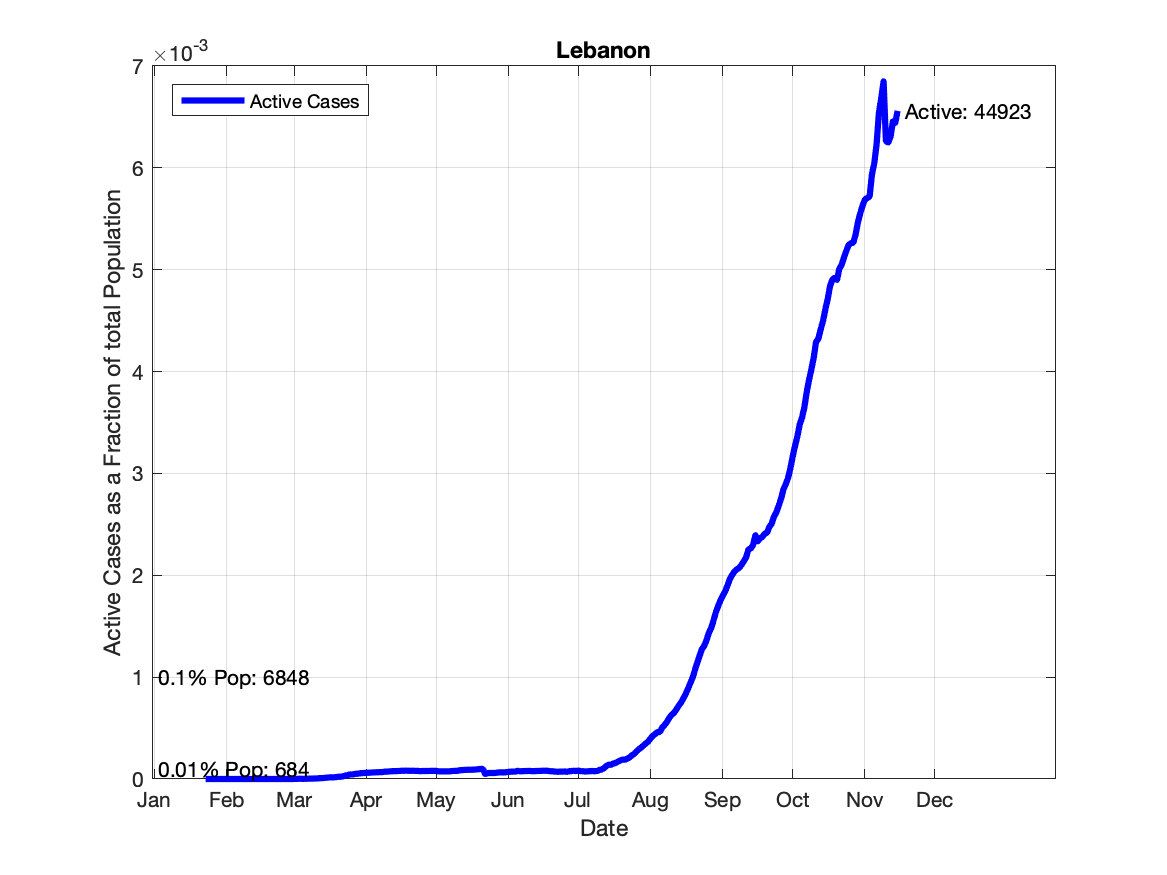 Lebanon
×10-3
7
Active Cases
Active: 44923
6
5
4
3
2
1
0.1% Pop: 6848
0.01% Pop: 684
0
Active Cases as a Fraction of total Population
Jan Feb Mar Apr May Jun Jul Aug Sep Oct Nov Dec
Date